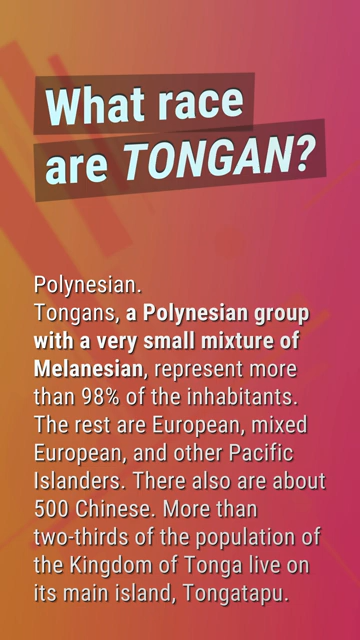 What race
are TONGAN?
Polynesian.
Tongans, a Polynesian group
with a very small mixture of
Melanesian, represent more
than 98% of the inhabitants.
The rest are European, mixed
European, and other Pacific
Islanders. There also are about
500 Chinese. More than
two-thirds of the population of
the Kingdom of Tonga live on
its main island, Tongatapu.